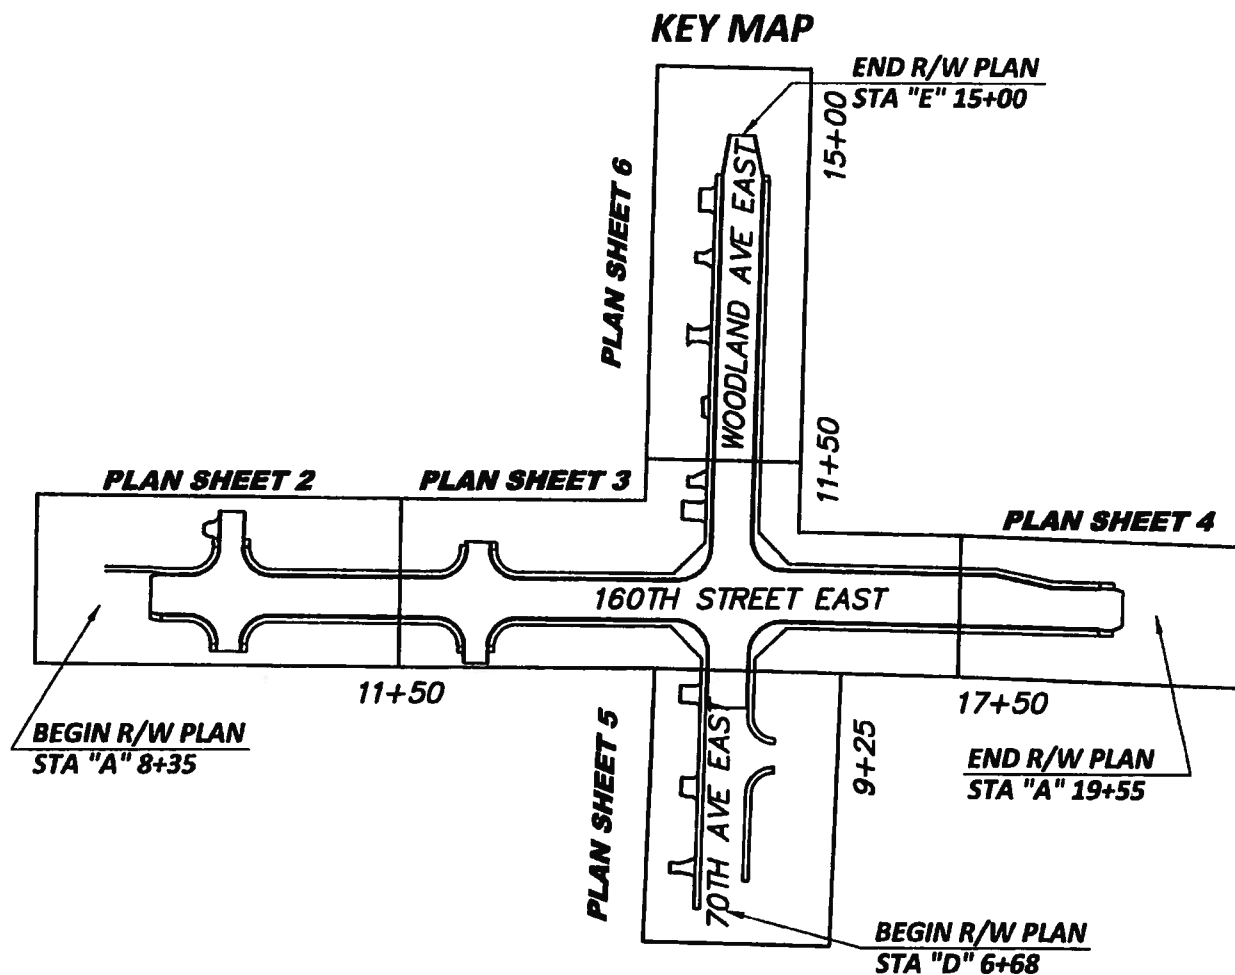 KEY MAP
END R/W PLAN
STA "E" 15+00
15+00
PLAN SHEET 6
WOODLAND AVE EAST
11+50
PLAN SHEET 2
PLAN SHEET 3
PLAN SHEET 4
160TH STREET EAST
11+50
17+50
BEGIN R/W PLAN
STA "A" 8+35
PLAN SHEET 5
70TH AVE EAST
9+25
END R/W PLAN
STA "A" 19+55
BEGIN R/W PLAN
STA "D" 6+68